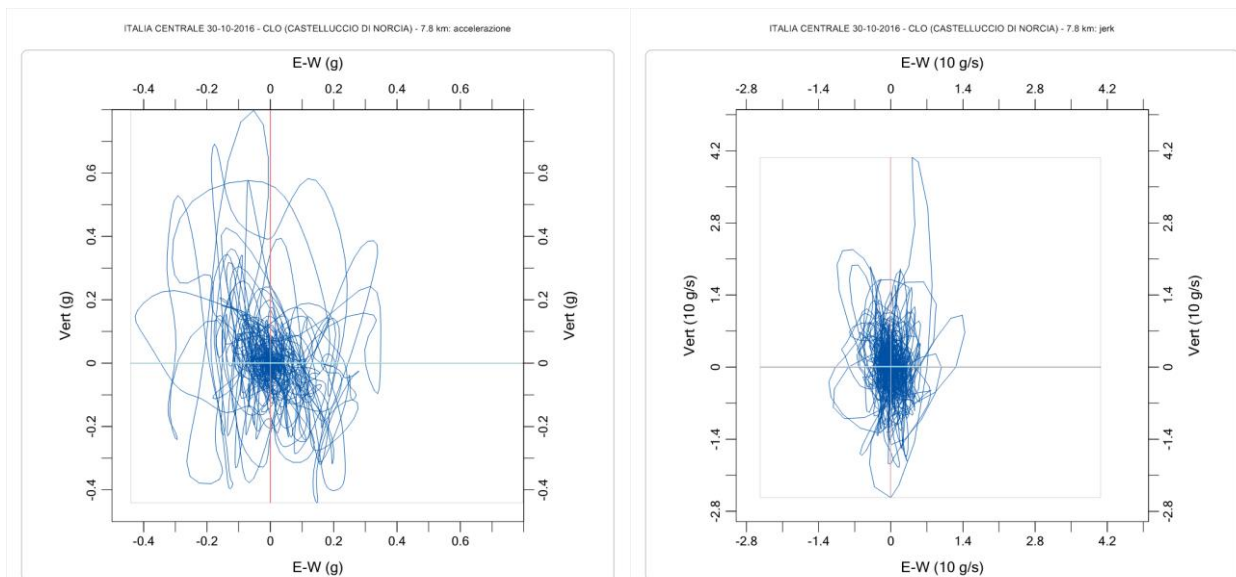 ITALIA CENTRALE 30-10-2016 - CLO (CASTELLUCCIO DI NORCIA) - 7.8 km: accelerazione
E-W (g)
-0.4 -0.2 0 0.2 0.4 0.6
Vert (g)
0.6
0.4
0.2
0
-0.2
-0.4
0.6
0.4
0.2
0
-0.2
-0.4
Vert (g)
-0.4 -0.2 0 0.2 0.4 0.6
E-W (g)
ITALIA CENTRALE 30-10-2016 - CLO (CASTELLUCCIO DI NORCIA) - 7.8 km: jerk
E-W (10 g/s)
-2.8 -1.4 0 1.4 2.8 4.2
Vert (10 g/s)
4.2
2.8
1.4
0
-1.4
-2.8
4.2
2.8
1.4
0
-1.4
-2.8
Vert (10 g/s)
-2.8 -1.4 0 1.4 2.8 4.2
E-W (10 g/s)